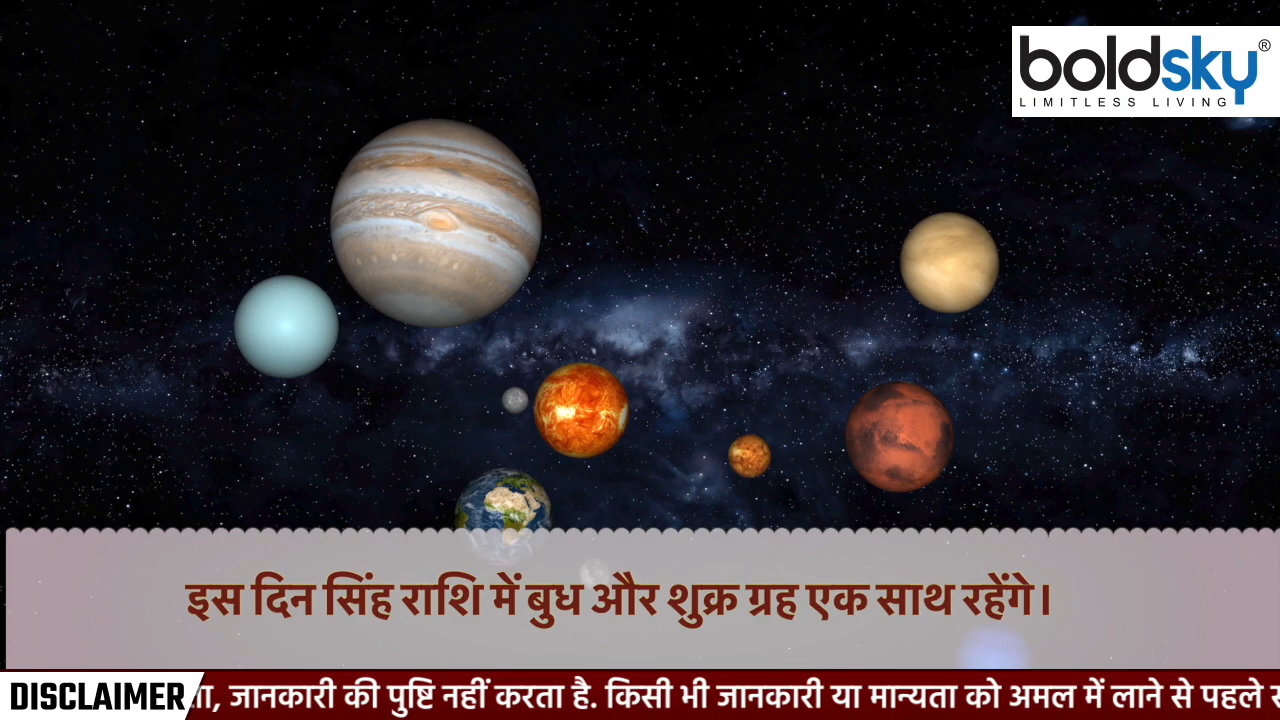 boldsky®
LIMITLESS LIVING
इस दिन सिंह राशि में बुध और शुक्र ग्रह एक साथ रहेंगे।
DISCLAIMER
जानकारी की पुष्टि नहीं करता है. किसी भी जानकारी या मान्यता को अमल में लाने से पहले